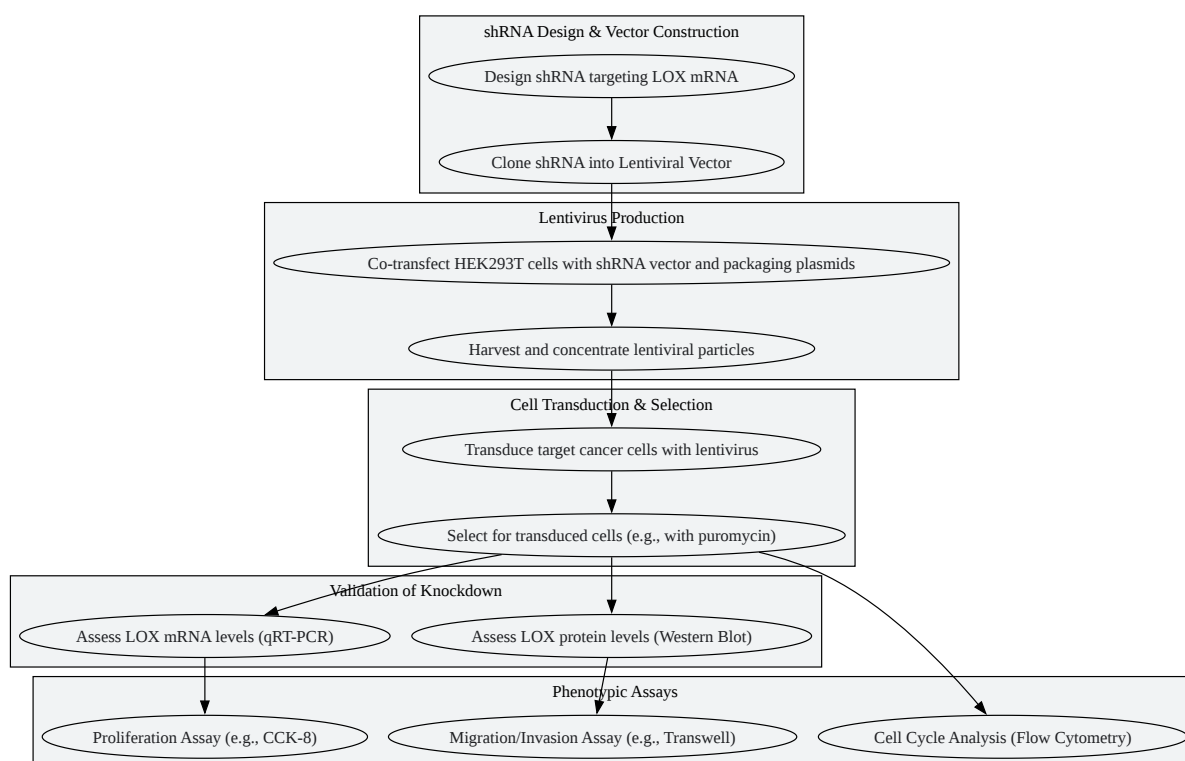 shRNA Design & Vector Construction
Design shRNA targeting LOX mRNA
Clone shRNA into Lentiviral Vector
Lentivirus Production
Co-transfect HEK293T cells with shRNA vector and packaging plasmids
Harvest and concentrate lentiviral particles
Cell Transduction & Selection
Transduce target cancer cells with lentivirus
Select for transduced cells (e.g., with puromycin)
Validation of Knockdown
Assess LOX mRNA levels (qRT-PCR)
Assess LOX protein levels (Western Blot)
Phenotypic Assays
Proliferation Assay (e.g., CCK-8)
Migration/Invasion Assay (e.g., Transwell)
Cell Cycle Analysis (Flow Cytometry)